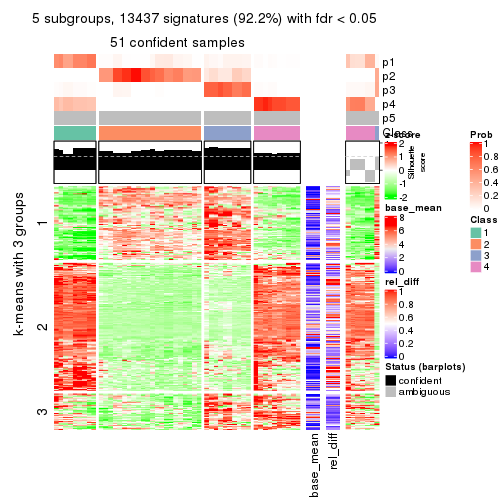 5 subgroups, 13437 signatures (92.2%) with fdr < 0.05
51 confident samples
p1
p2
p3
p4
p5
Class
Silhouette
score
k-means with 3 groups
1
2
3
base_mean
rel_diff
z-score
2
1
0
-1
-2
base_mean
8
6
4
2
0
rel_diff
1
0.8
0.6
0.4
0.2
0
Status (barplots)
confident
ambiguous
Prob
1
0.8
0.6
0.4
0.2
0
Class
1
2
3
4